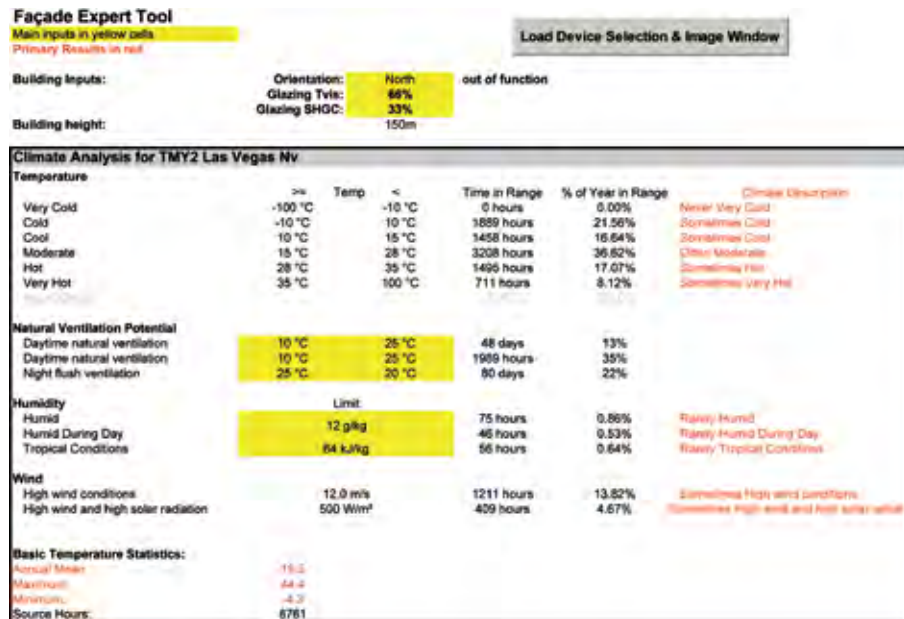 Façade Expert Tool
Main inputs in yellow cells
Primary Results in red
Load Device Selection & Image Window
Building Inputs: Orientation: North out of function
Glazing Tvis: 66%
Glazing SHGC: 33%
Building height: 150m
Climate Analysis for TMY2 Las Vegas Nv
Temperature
>= Temp < Time in Range % of Year in Range Climate Description
Very Cold -100 °C -10 °C 0 hours 0.00% Never Very Cold
Cold -10 °C 10 °C 1889 hours 21.56% Sometimes Cold
Cool 10 °C 15 °C 1458 hours 16.64% Sometimes Cool
Moderate 15 °C 28 °C 3208 hours 36.62% Often Moderate
Hot 28 °C 35 °C 1495 hours 17.07% Sometimes Hot
Very Hot 35 °C 100 °C 711 hours 8.12% Sometimes Very Hot
Natural Ventilation Potential
Daytime natural ventilation 10 °C 25 °C 48 days 13%
Daytime natural ventilation 10 °C 25 °C 1989 hours 35%
Night flush ventilation 25 °C 20 °C 80 days 22%
Humidity Limit
Humid 12 g/kg 75 hours 0.86% Rarely Humid
Humid During Day 46 hours 0.53% Rarely Humid During Day
Tropical Conditions 64 kJ/kg 56 hours 0.64% Rarely Tropical Conditions
Wind
High wind conditions 12.0 m/s 1211 hours 13.82% Sometimes High wind conditions
High wind and high solar radiation 500 W/m² 409 hours 4.67% Sometimes High wind and high solar
Basic Temperature Statistics:
Annual Mean:
Maximum: 44.4
Minimum:
Source Hours: 8761